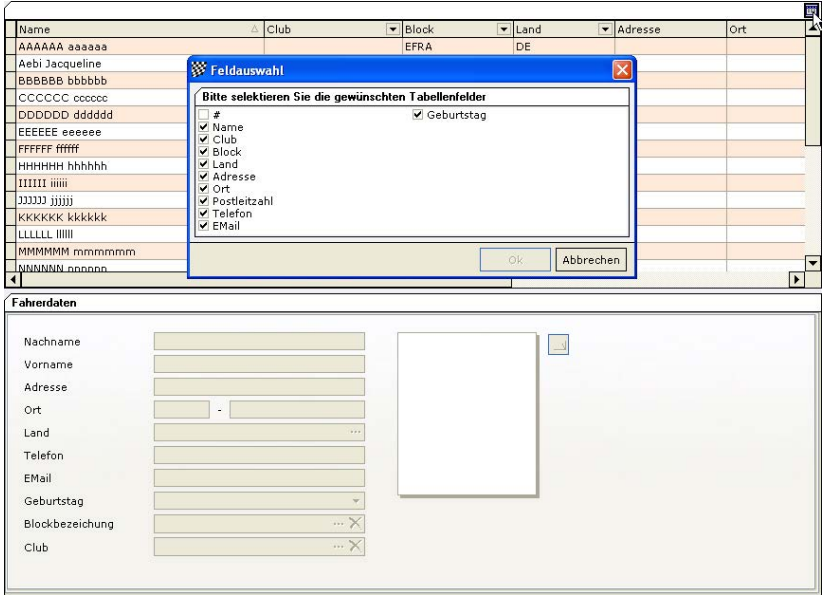 Name Club Block Land Adresse Ort
AAAAAA aaaaaa EFRA DE
Aebi Jacqueline
BBBBBB bbbbbb
CCCCCC cccccc
DDDDDD dddddd
EEEEEE eeeeee
FFFFFF ffffff
HHHHHH hhhhhh
IIIIII iiiiii
JJJJJJ jjjjjj
KKKKKK kkkkkk
LLLLLL llllll
MMMMMM mmmmmm
NNNNNN nnnnnn
Feldauswahl
Bitte selektieren Sie die gewünschten Tabellenfelder
# Geburtstag
Name
Club
Block
Land
Adresse
Ort
Postleitzahl
Telefon
EMail
Ok Abbrechen
Fahrerdaten
Nachname
Vorname
Adresse
Ort -
Land ...
Telefon
EMail
Geburtstag
Blockbezeichung ...
Club ...